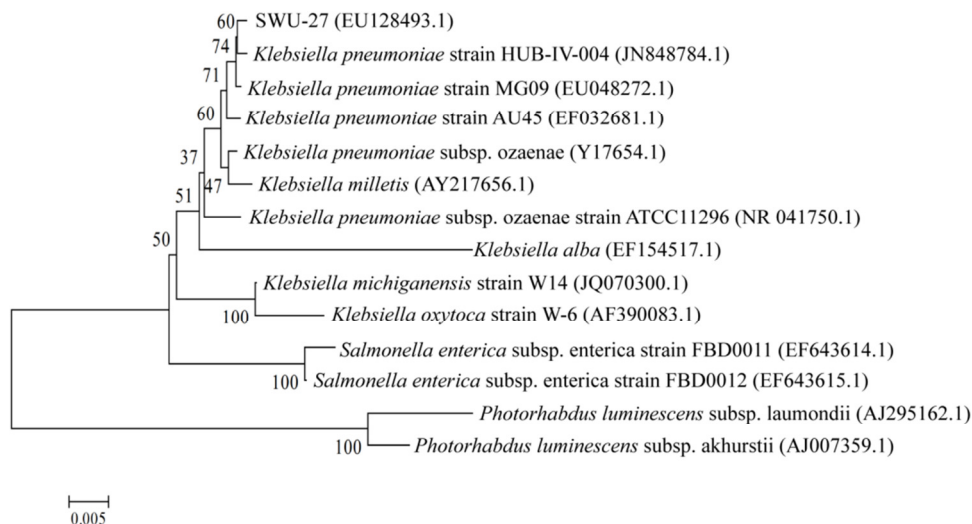 60
SWU-27 (EU128493.1)
74
Klebsiella pneumoniae strain HUB-IV-004 (JN848784.1)
71
Klebsiella pneumoniae strain MG09 (EU048272.1)
60
Klebsiella pneumoniae strain AU45 (EF032681.1)
37
Klebsiella pneumoniae subsp. ozaenae (Y17654.1)
47
Klebsiella milletis (AY217656.1)
51
Klebsiella pneumoniae subsp. ozaenae strain ATCC11296 (NR 041750.1)
50
Klebsiella alba (EF154517.1)
Klebsiella michiganensis strain W14 (JQ070300.1)
100
Klebsiella oxytoca strain W-6 (AF390083.1)
Salmonella enterica subsp. enterica strain FBD0011 (EF643614.1)
100
Salmonella enterica subsp. enterica strain FBD0012 (EF643615.1)
Photorhabdus luminescens subsp. laumondii (AJ295162.1)
100
Photorhabdus luminescens subsp. akhurstii (AJ007359.1)
0.005